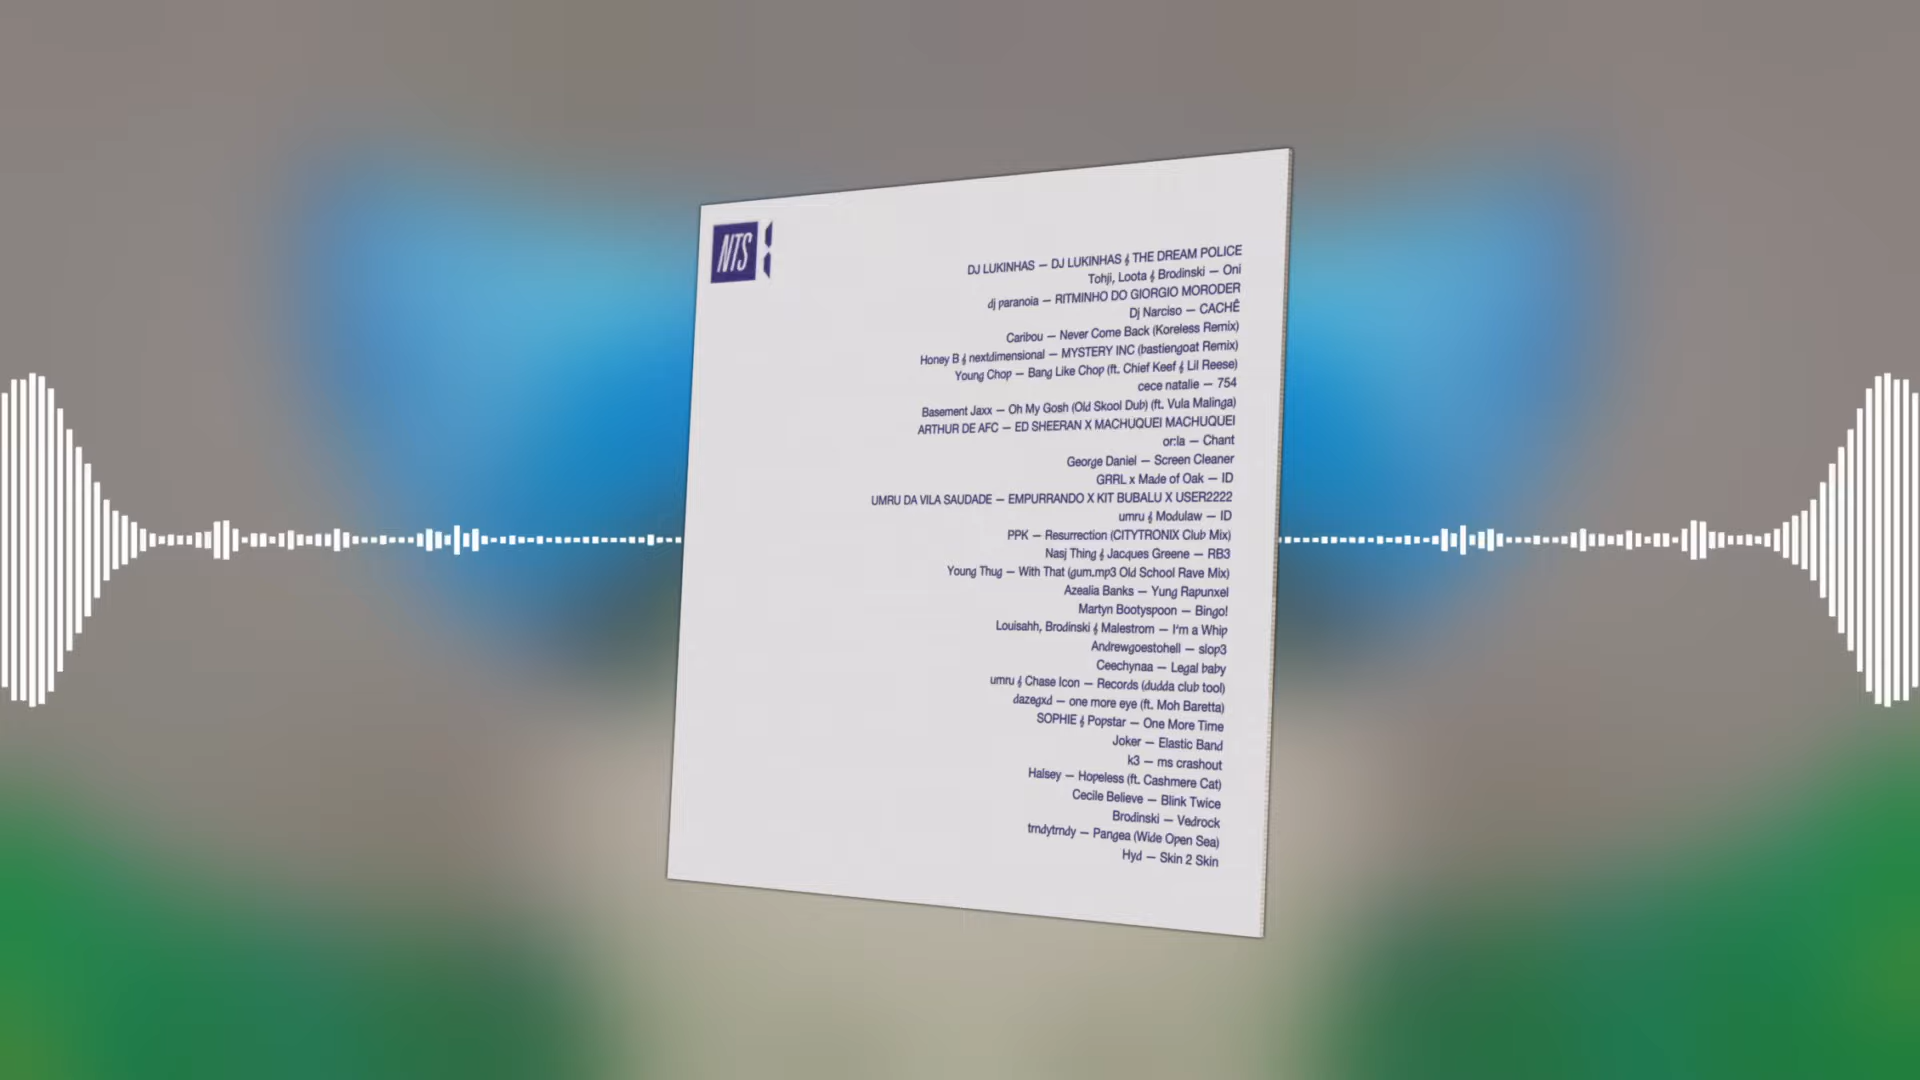 NTS
DJ LUKINHAS — DJ LUKINHAS & THE DREAM POLICE
Tohji, Loota & Brodinski — Oni
dj paranoia — RITMINHO DO GIORGIO MORODER
Dj Narciso — CACHÊ
Caribou — Never Come Back (Koreless Remix)
Honey B & nextdimensional — MYSTERY INC (bastiengoat Remix)
Young Chop — Bang Like Chop (ft. Chief Keef & Lil Reese)
cece natalie — 754
Basement Jaxx — Oh My Gosh (Old Skool Dub) (ft. Vula Malinga)
ARTHUR DE AFC — ED SHEERAN X MACHUQUEI MACHUQUEI
or:la — Chant
George Daniel — Screen Cleaner
GRRL x Made of Oak — ID
UMRU DA VILA SAUDADE — EMPURRANDO X KIT BUBALU X USER2222
umru & Modulaw — ID
PPK — Resurrection (CITYTRONIX Club Mix)
Nasj Thing & Jacques Greene — RB3
Young Thug — With That (gum.mp3 Old School Rave Mix)
Azealia Banks — Yung Rapunxel
Martyn Bootyspoon — Bingo!
Louisahh, Brodinski & Malestrom — I'm a Whip
Andrewgoestohell — slop3
Ceechynaa — Legal baby
umru & Chase Icon — Records (dudda club tool)
dazegxd — one more eye (ft. Moh Baretta)
SOPHIE & Popstar — One More Time
Joker — Elastic Band
k3 — ms crashout
Halsey — Hopeless (ft. Cashmere Cat)
Cecile Believe — Blink Twice
Brodinski — Vedrock
trndytrndy — Pangea (Wide Open Sea)
Hyd — Skin 2 Skin